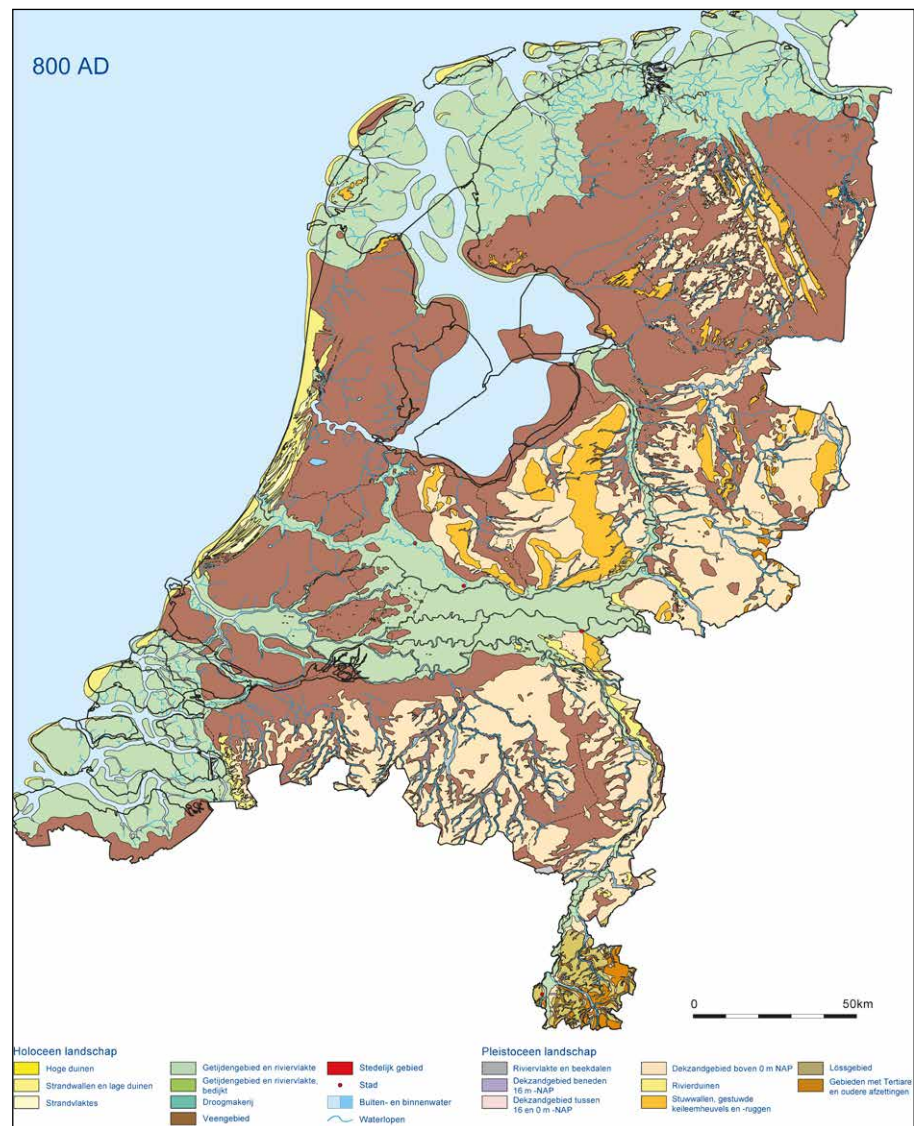 800 AD
0 50km
Holoceen landschap
Hoge duinen
Strandwallen en lage duinen
Strandvlaktes
Getijdengebied en riviervlakte
Getijdengebied en riviervlakte,
bedijkt
Droogmakerij
Veengebied
Stedelijk gebied
Stad
Buiten- en binnenwater
Waterlopen
Pleistoceen landschap
Riviervlakte en beekdalen
Dekzandgebied beneden
16 m -NAP
Dekzandgebied tussen
16 en 0 m -NAP
Dekzandgebied boven 0 m NAP
Rivierduinen
Stuwwallen, gestuwde
keileemheuvels en -ruggen
Lössgebied
Gebieden met Tertiare
en oudere afzettingen